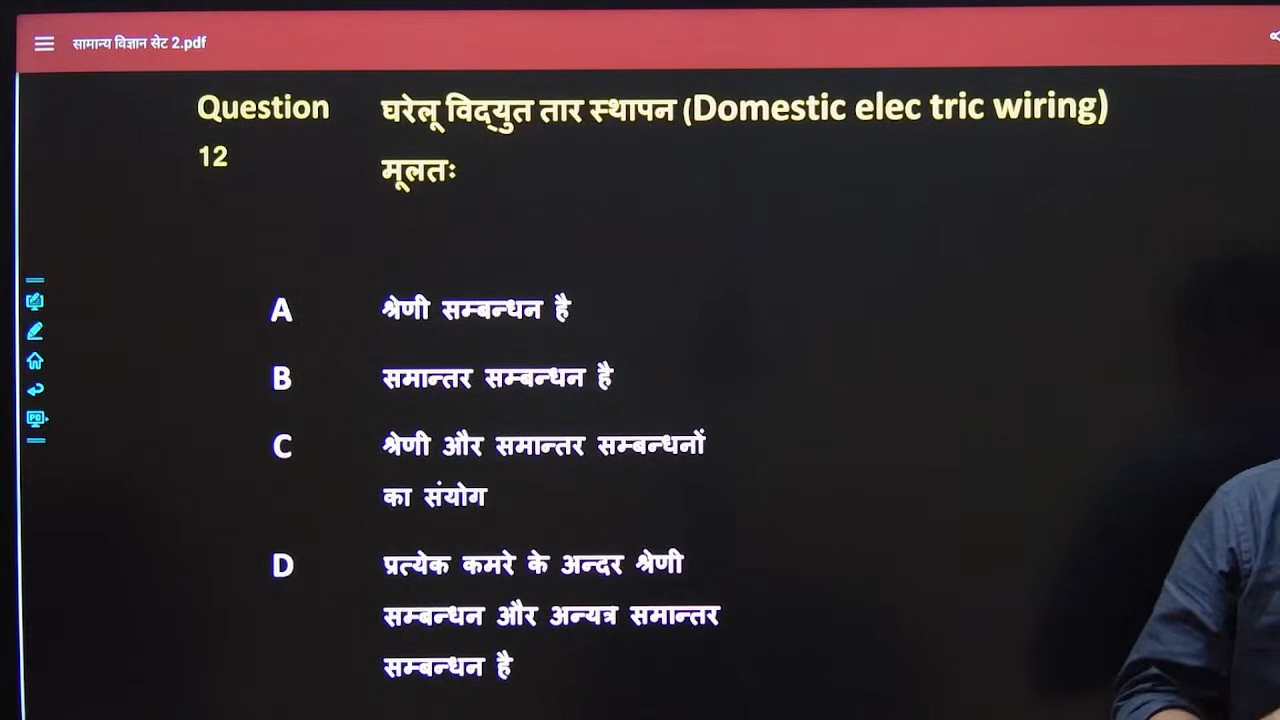 सामान्य विज्ञान सेट 2.pdf
Question
12
घरेलू विद्युत तार स्थापन (Domestic elec tric wiring)
मूलतः
A
श्रेणी सम्बन्धन है
B
समान्तर सम्बन्धन है
C
श्रेणी और समान्तर सम्बन्धनों
का संयोग
D
प्रत्येक कमरे के अन्दर श्रेणी
सम्बन्धन और अन्यत्र समान्तर
सम्बन्धन है